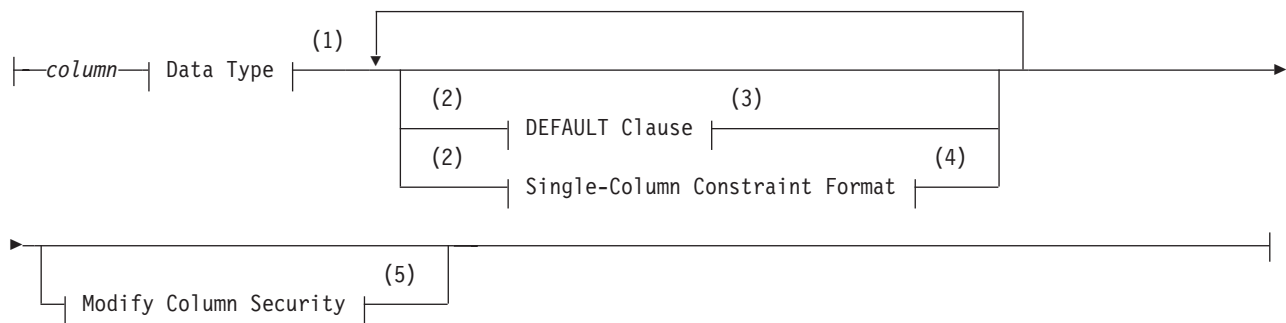 (1)
column Data Type
(2) (3)
DEFAULT Clause
(2) (4)
Single-Column Constraint Format
(5)
Modify Column Security